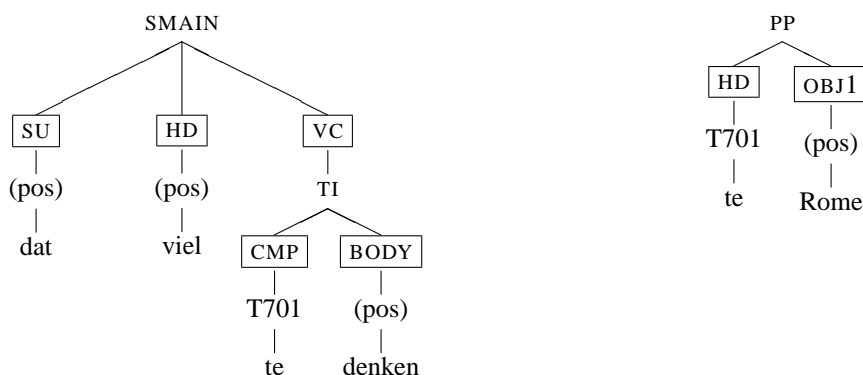 SMAIN PP
HD OBJ1
SU HD VC T701 (pos)
(pos) (pos) TI te Rome
dat viel CMP BODY
T701 (pos)
te denken